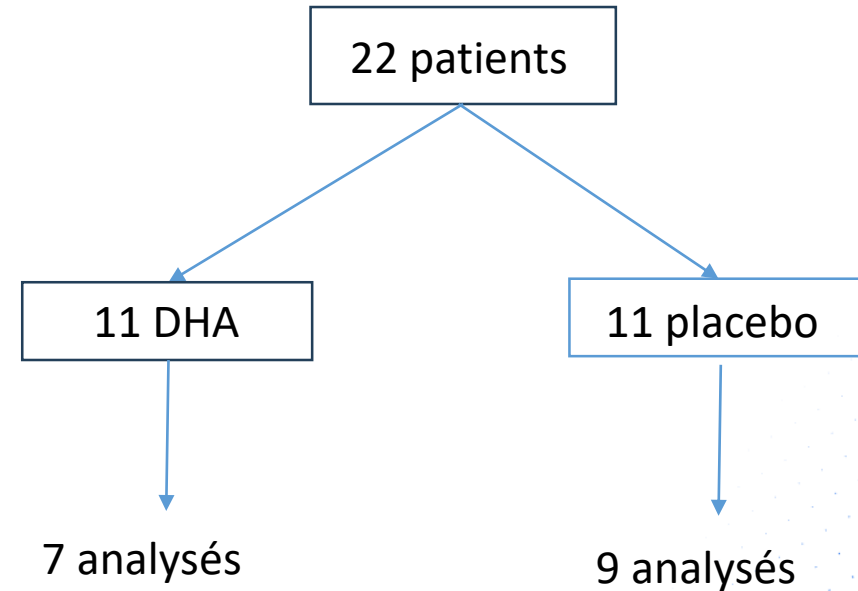 22 patients
11 DHA
11 placebo
7 analysés
9 analysés